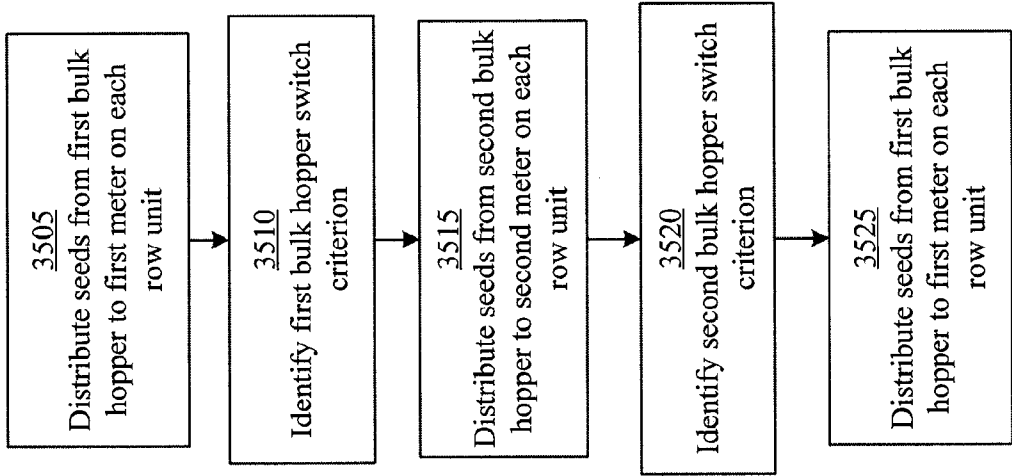 3505
Distribute seeds from first bulk
hopper to first meter on each
row unit
3510
Identify first bulk hopper switch
criterion
3515
Distribute seeds from second bulk
hopper to second meter on each
row unit
3520
Identify second bulk hopper switch
criterion
3525
Distribute seeds from first bulk
hopper to first meter on each
row unit